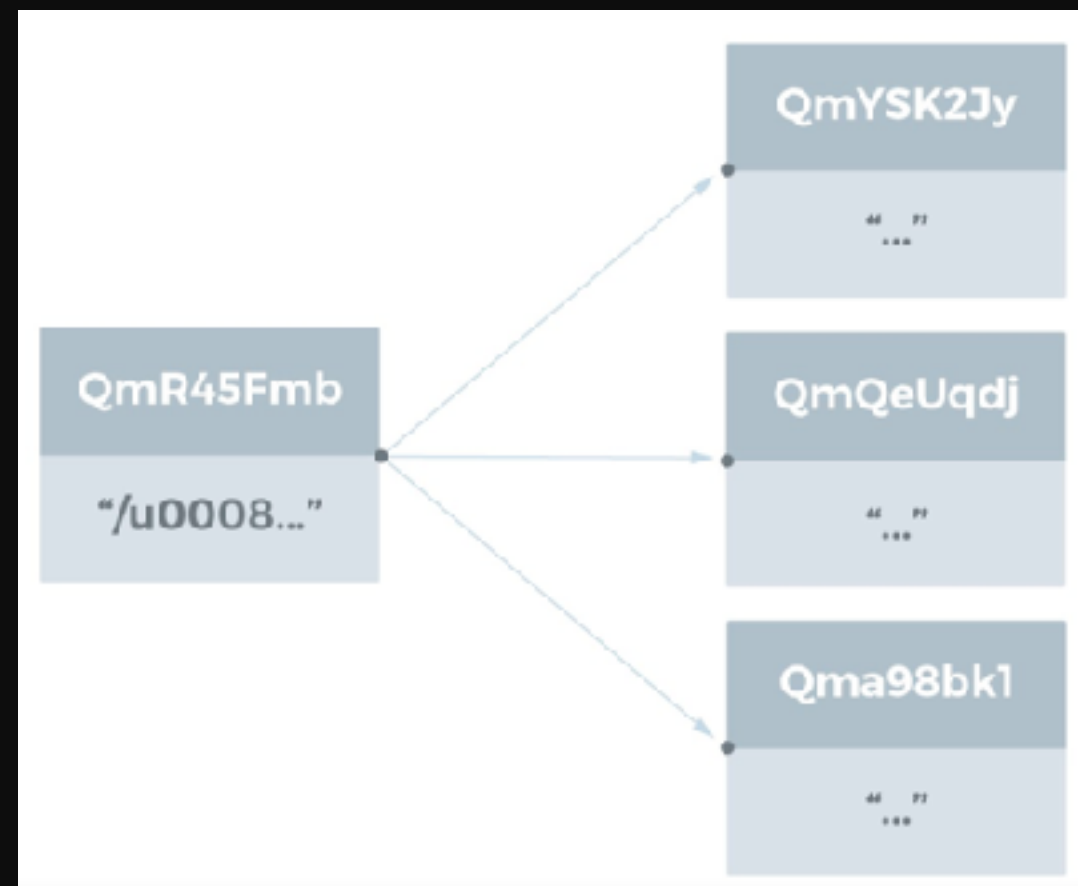 QmYSK2Jy
“...”
QmR45Fmb
“/u0008...”
QmQeUqdj
“...”
Qma98bk1
“...”